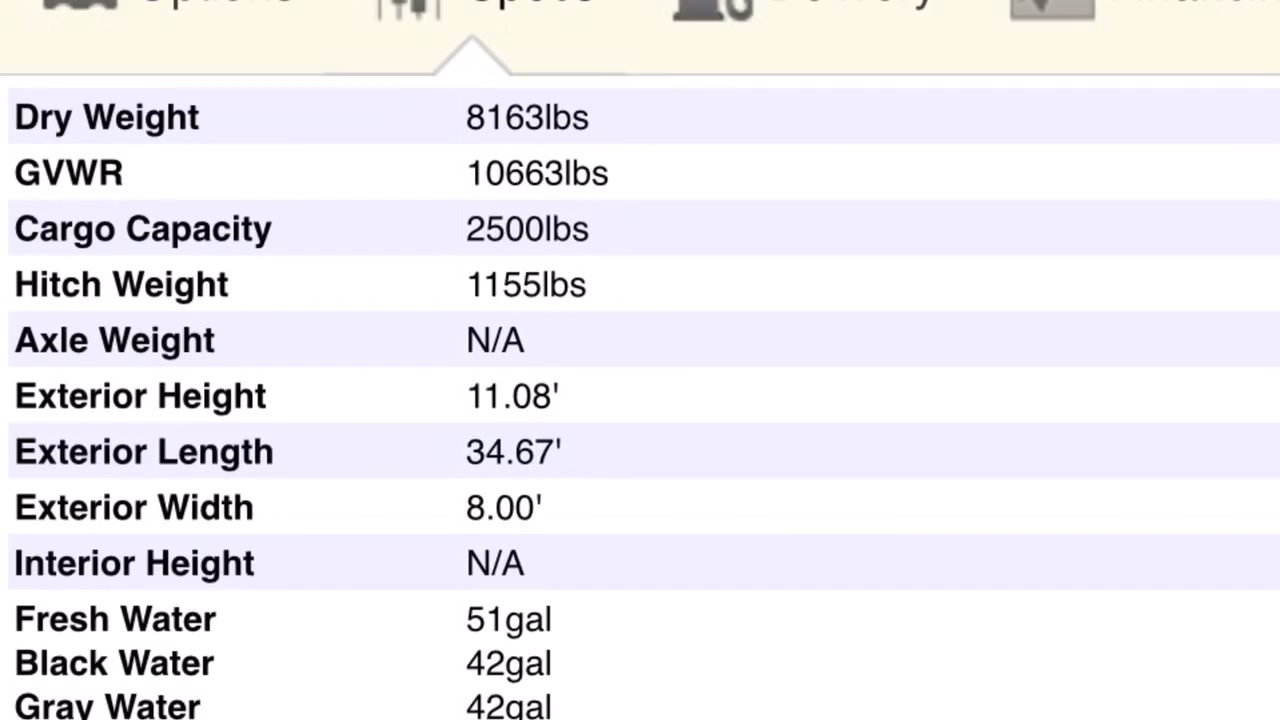 Dry Weight 8163lbs
GVWR 10663lbs
Cargo Capacity 2500lbs
Hitch Weight 1155lbs
Axle Weight N/A
Exterior Height 11.08'
Exterior Length 34.67'
Exterior Width 8.00'
Interior Height N/A
Fresh Water 51gal
Black Water 42gal
Gray Water 42gal